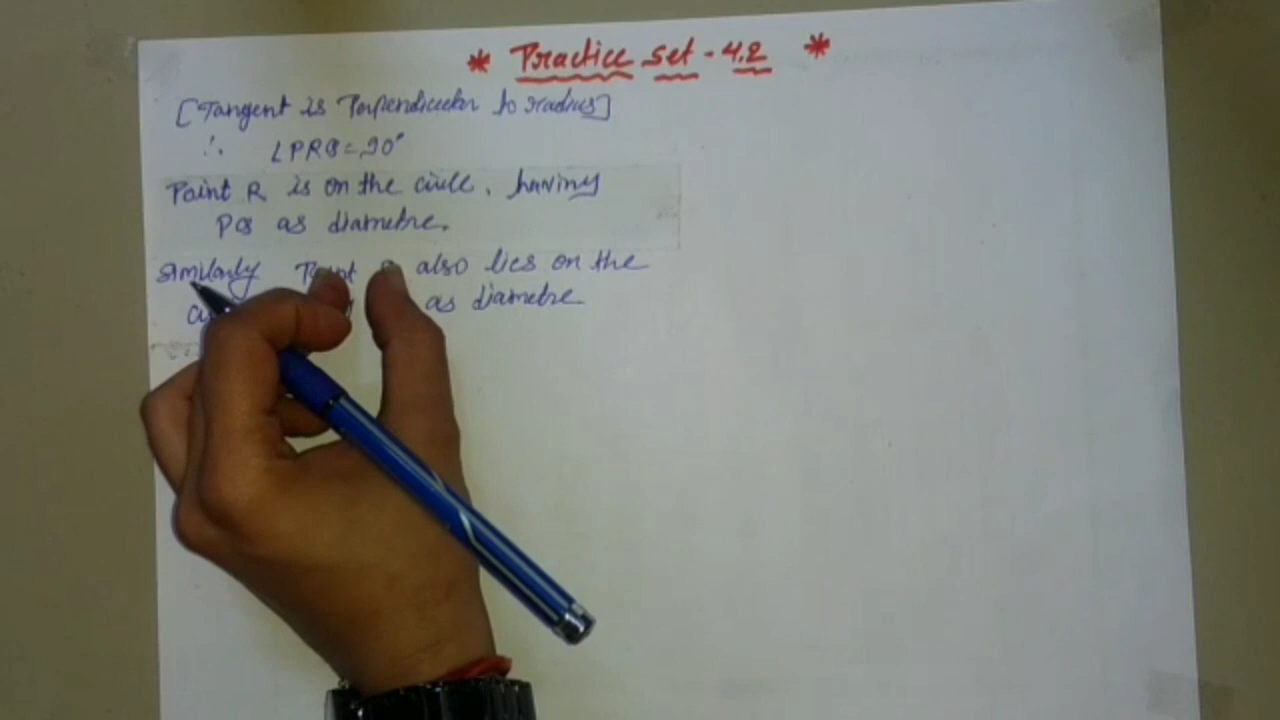 * Practice set - 4.2 *
[Tangent is Perpendicular to radius]
∴ ∠PRQ = 90°
Point R is on the circle, having
PQ as diametre.
Similarly Point also lies on the
as diametre